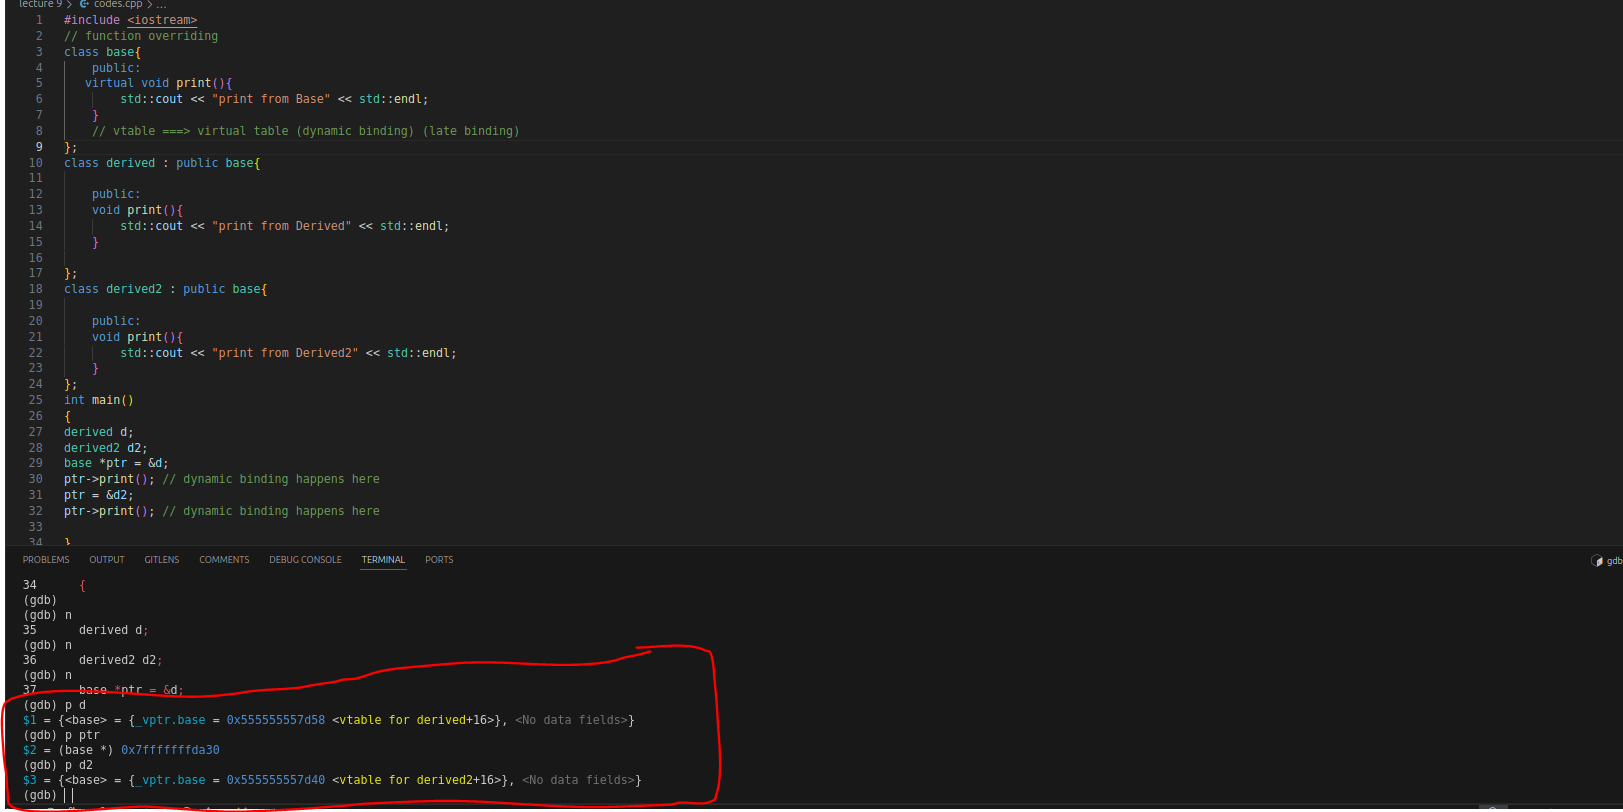 lecture 9 > codes.cpp > ...
1 #include <iostream>
2 // function overriding
3 class base{
4 public:
5 virtual void print(){
6 std::cout << "print from Base" << std::endl;
7 }
8 // vtable ===> virtual table (dynamic binding) (late binding)
9 };
10 class derived : public base{
11
12 public:
13 void print(){
14 std::cout << "print from Derived" << std::endl;
15 }
16
17 };
18 class derived2 : public base{
19
20 public:
21 void print(){
22 std::cout << "print from Derived2" << std::endl;
23 }
24 };
25 int main()
26 {
27 derived d;
28 derived2 d2;
29 base *ptr = &d;
30 ptr->print(); // dynamic binding happens here
31 ptr = &d2;
32 ptr->print(); // dynamic binding happens here
33
34 }
PROBLEMS OUTPUT GITLENS COMMENTS DEBUG CONSOLE TERMINAL PORTS
gdb
34 {
(gdb)
(gdb) n
35 derived d;
(gdb) n
36 derived2 d2;
(gdb) n
37 base *ptr = &d;
(gdb) p d
$1 = {<base> = {_vptr.base = 0x555555557d58 <vtable for derived+16>}, <No data fields>}
(gdb) p ptr
$2 = (base *) 0x7fffffffda30
(gdb) p d2
$3 = {<base> = {_vptr.base = 0x555555557d40 <vtable for derived2+16>}, <No data fields>}
(gdb)